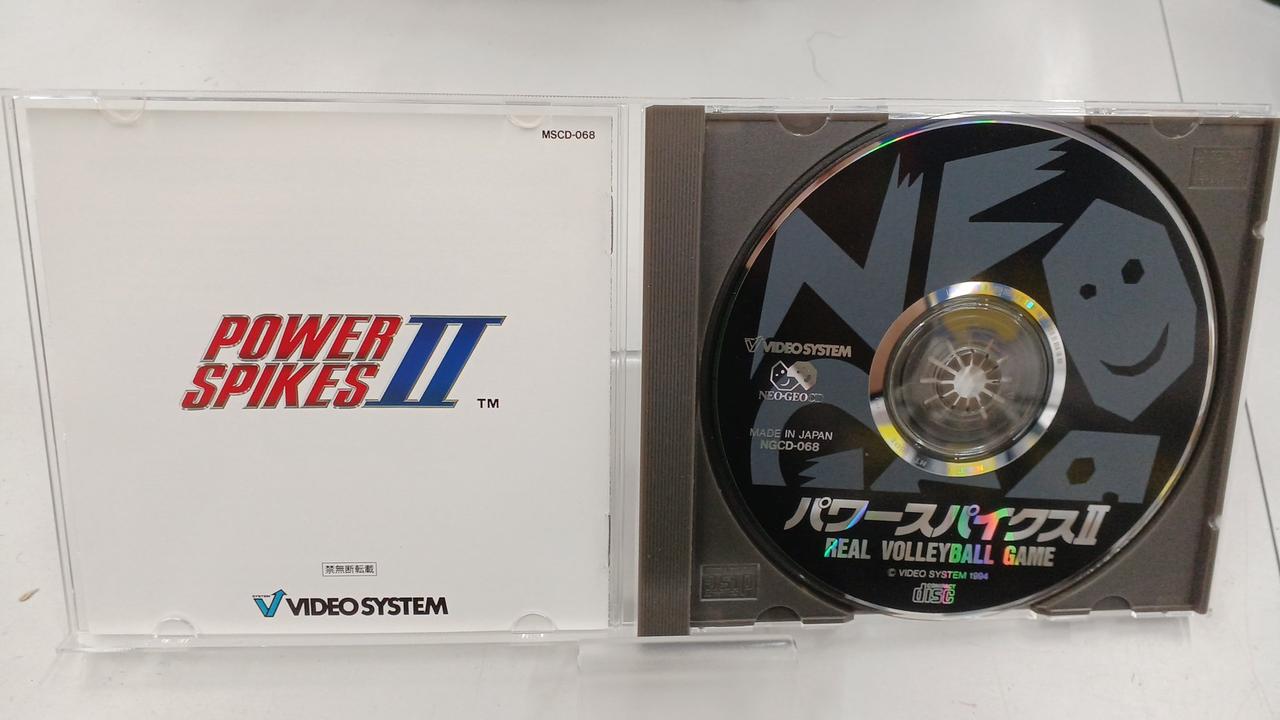 MSCD-068
POWER
SPIKES II
TM
禁無断転載
VIDEO SYSTEM
NEO
GEO
VIDEO SYSTEM
NEO·GEO CD
MADE IN JAPAN
NGCD-068
パワースパイクスII
REAL VOLLEYBALL GAME
© VIDEO SYSTEM 1994
COMPACT
disc